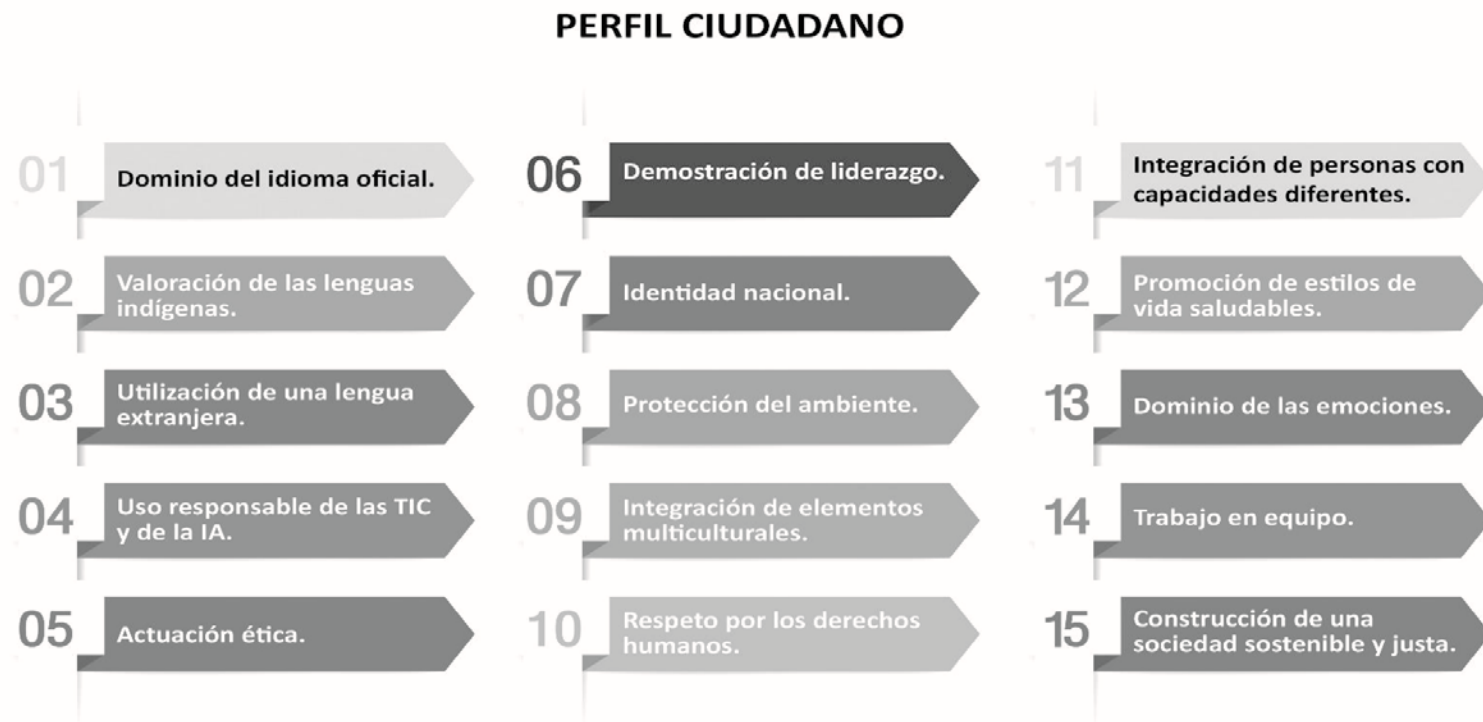 PERFIL CIUDADANO
01
Dominio del idioma oficial.
02
Valoración de las lenguas
indígenas.
03
Utilización de una lengua
extranjera.
04
Uso responsable de las TIC
y de la IA.
05
Actuación ética.
06
Demostración de liderazgo.
07
Identidad nacional.
08
Protección del ambiente.
09
Integración de elementos
multiculturales.
10
Respeto por los derechos
humanos.
11
Integración de personas con
capacidades diferentes.
12
Promoción de estilos de
vida saludables.
13
Dominio de las emociones.
14
Trabajo en equipo.
15
Construcción de una
sociedad sostenible y justa.